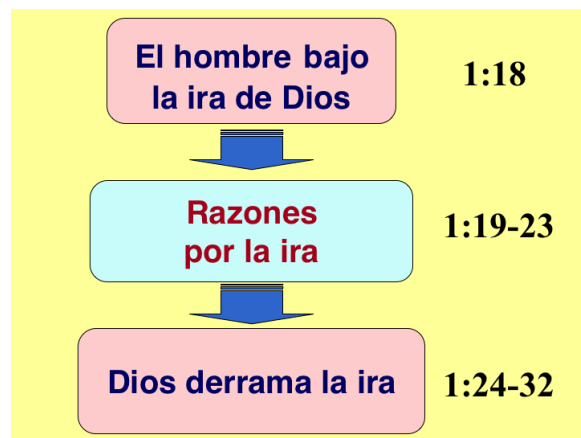 El hombre bajo
la ira de Dios
1:18
Razones
por la ira
1:19-23
Dios derrama la ira
1:24-32